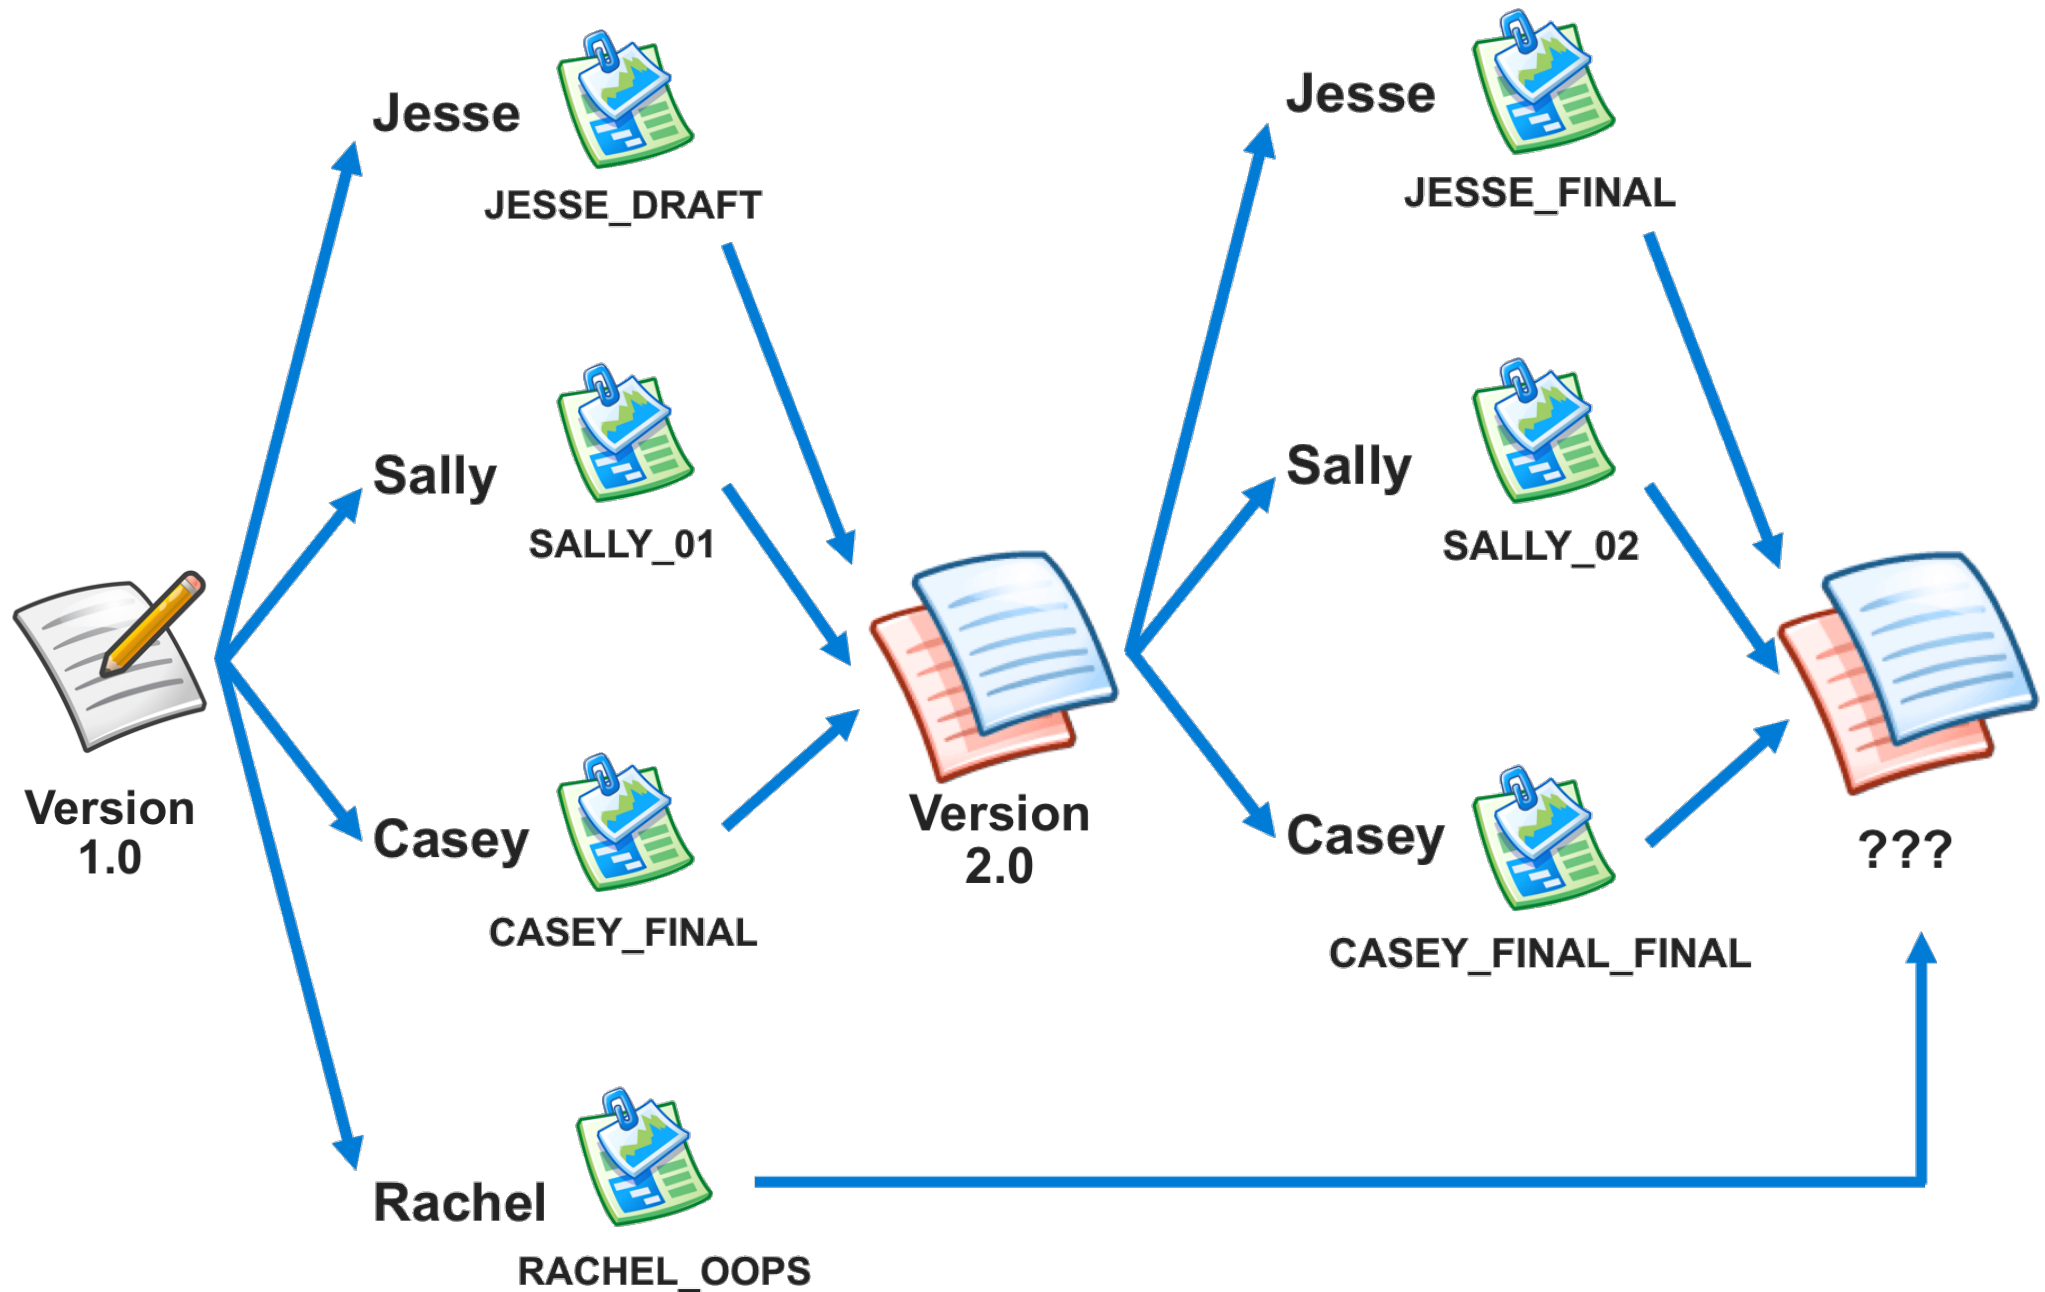 Jesse
JESSE_DRAFT
Sally
SALLY_01
Version
1.0
Casey
CASEY_FINAL
Rachel
RACHEL_OOPS
Version
2.0
Jesse
JESSE_FINAL
Sally
SALLY_02
Casey
CASEY_FINAL_FINAL
???